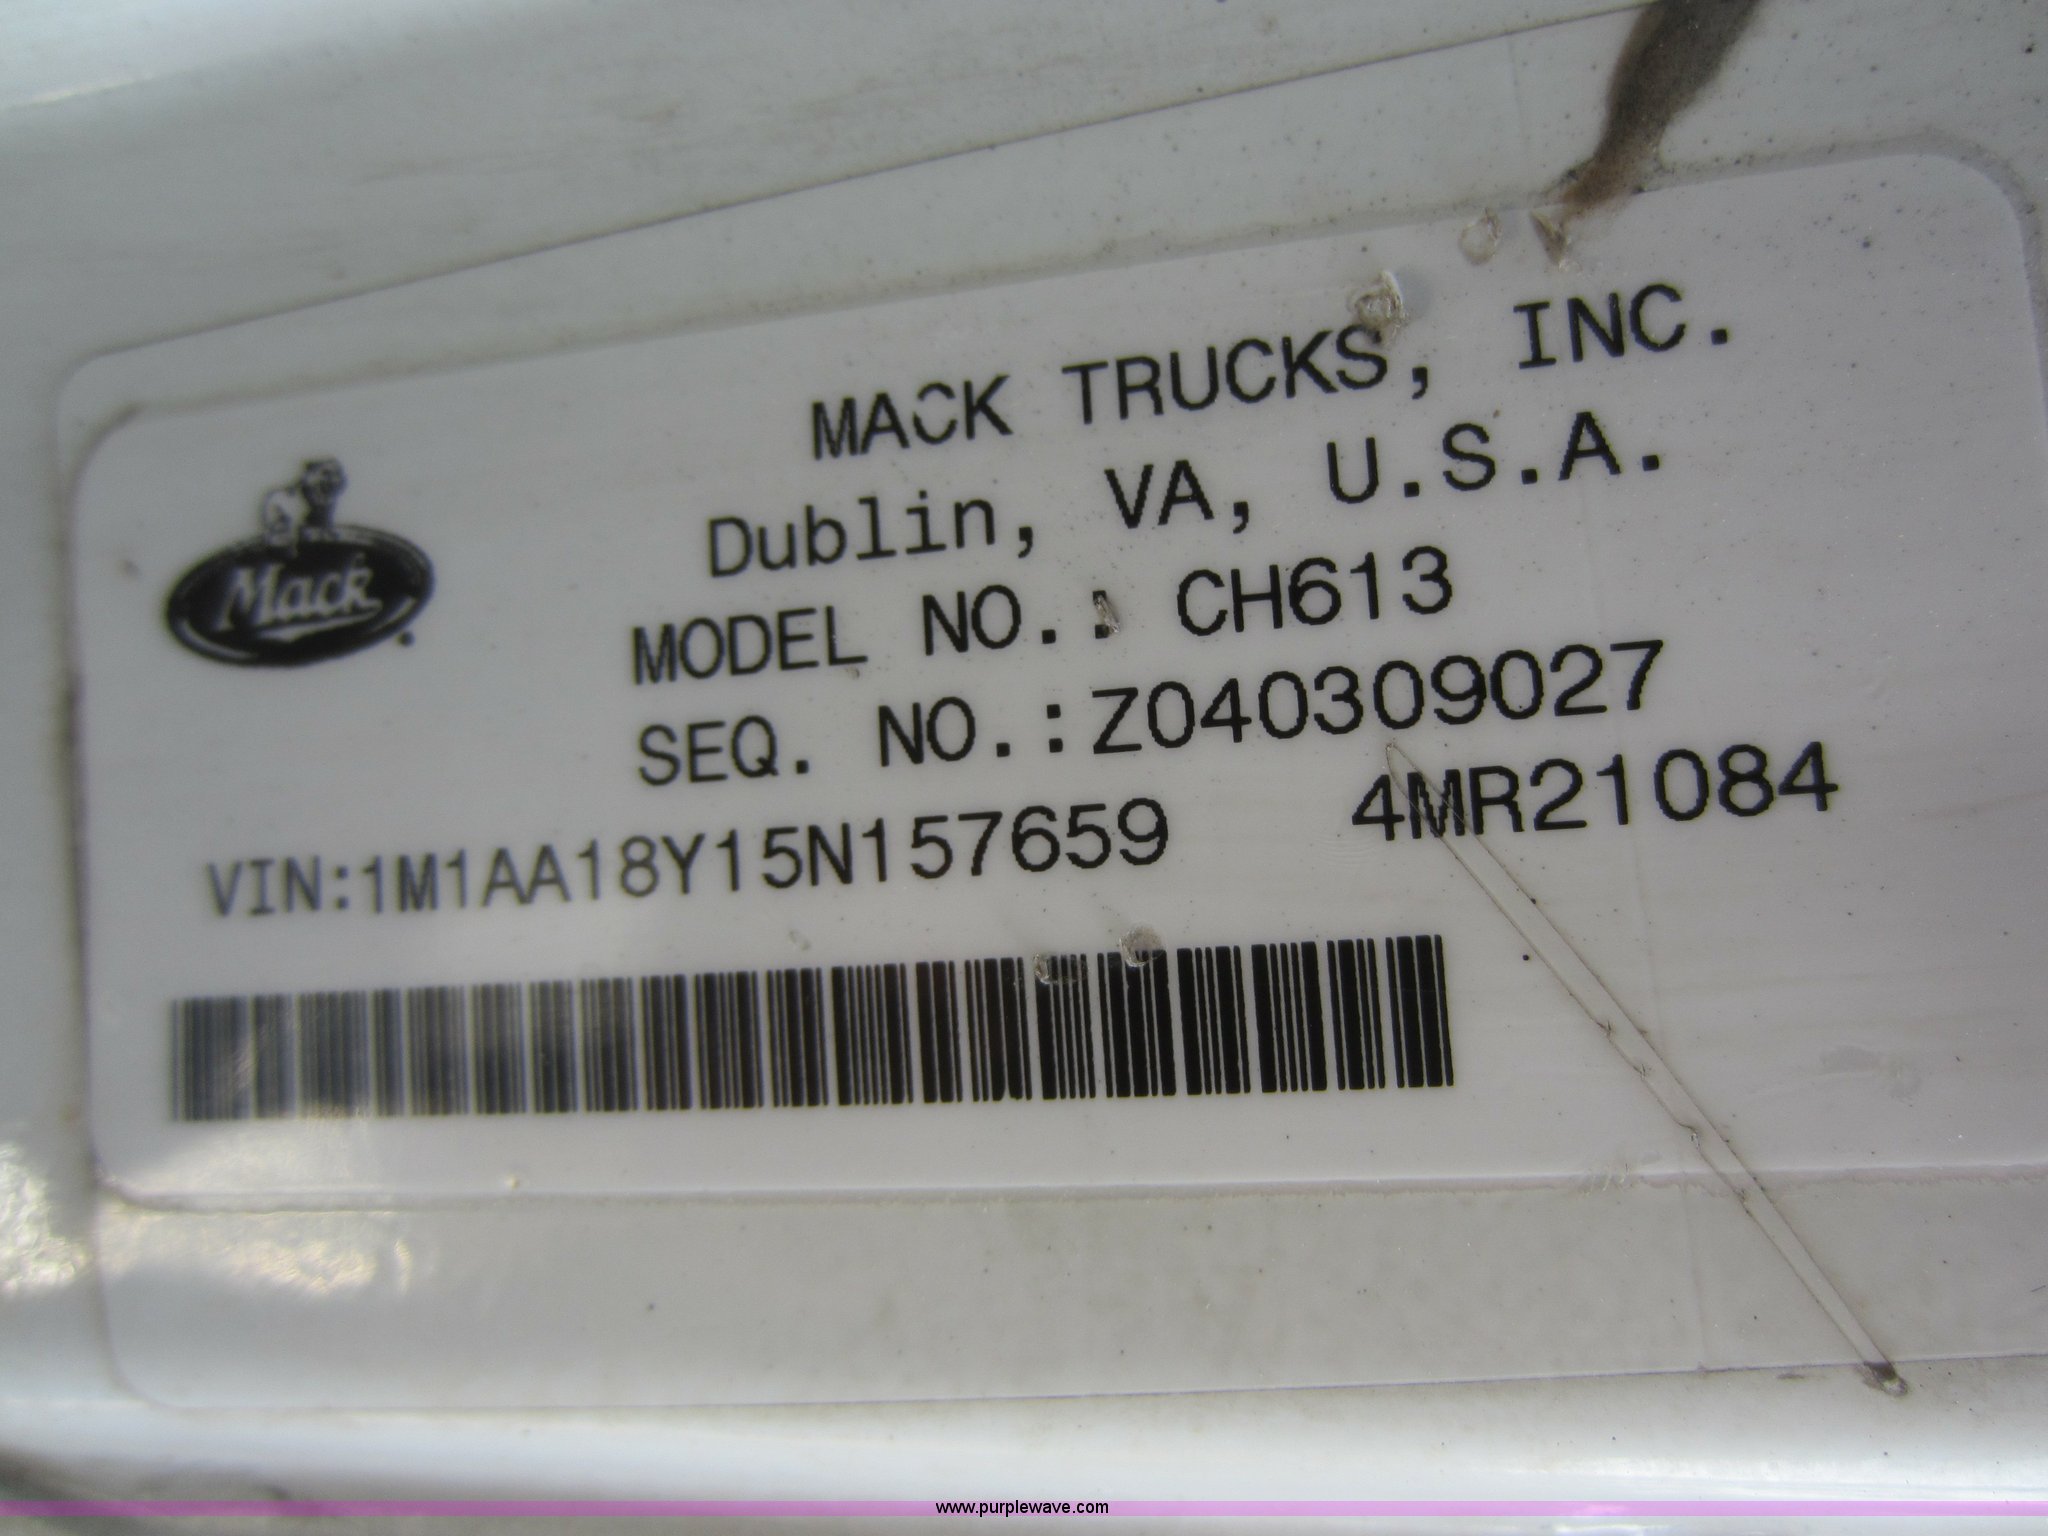 MACK TRUCKS, INC.
Dublin, VA, U.S.A.
Mack
MODEL NO.: CH613
SEQ. NO.:Z040309027
VIN:1M1AA18Y15N157659 4MR21084
www.purplewave.com